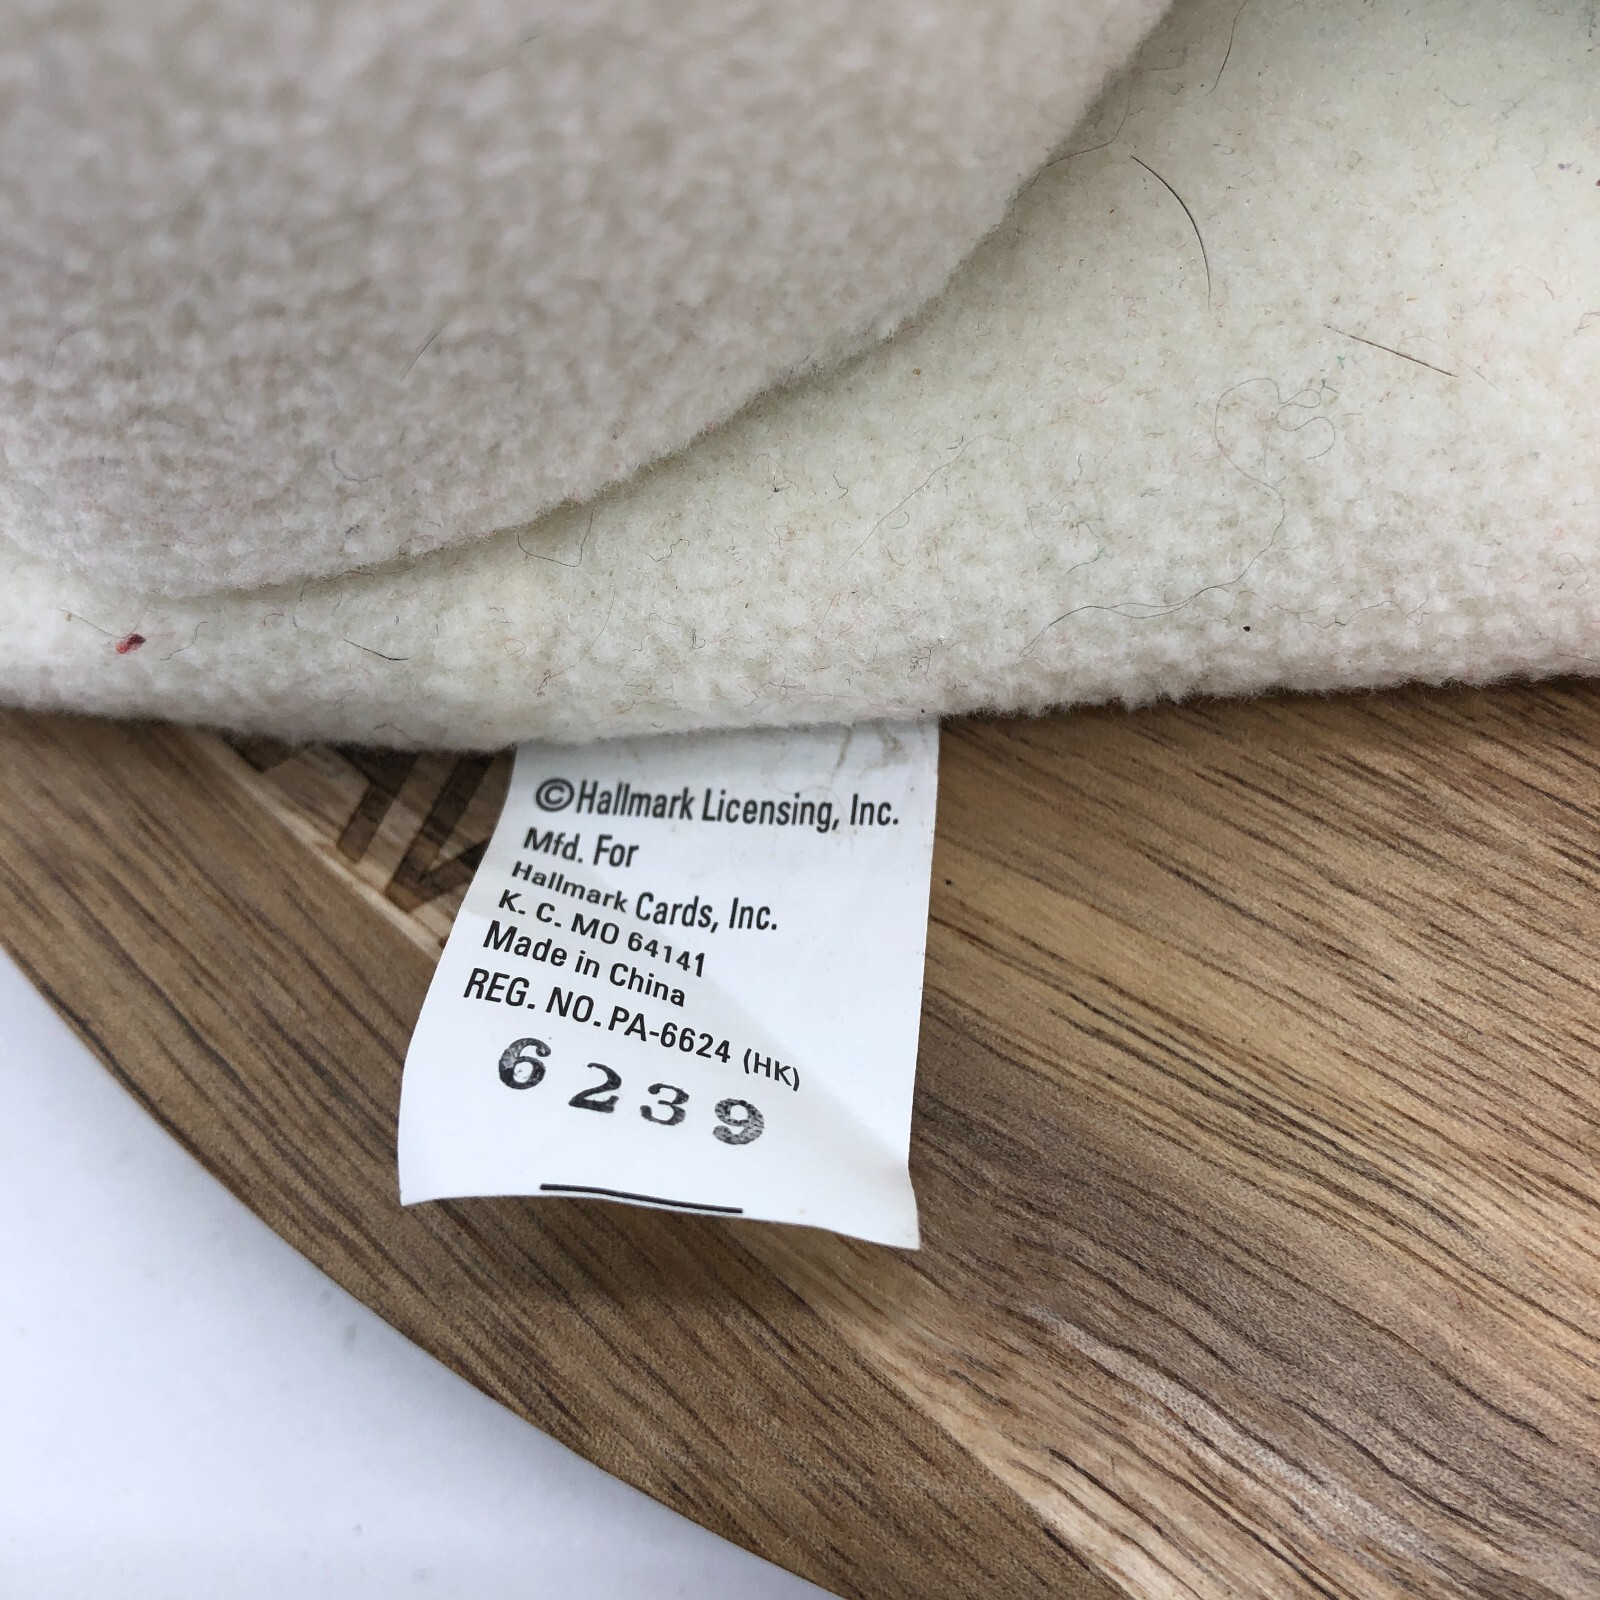 ©Hallmark Licensing, Inc.
Mfd. For
Hallmark Cards, Inc.
K. C. MO 64141
Made in China
REG. NO. PA-6624 (HK)
6239